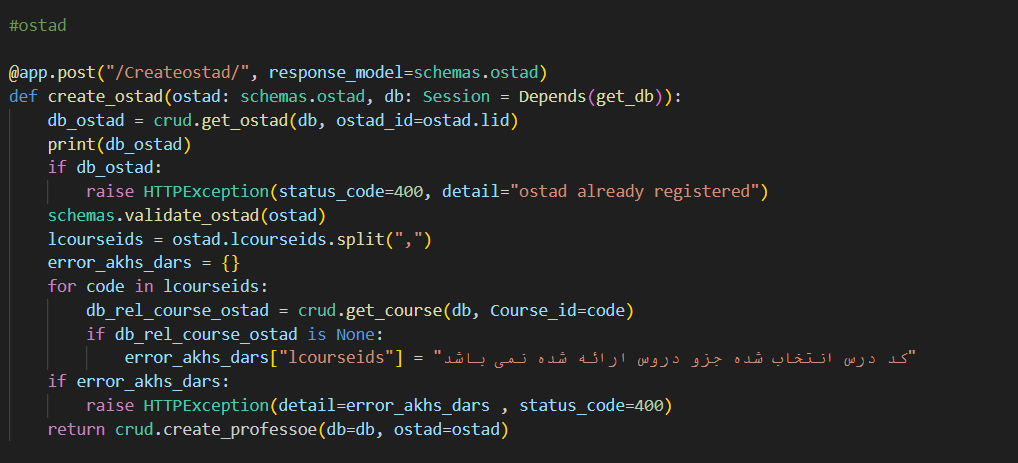 #ostad
@app.post("/Createostad/", response_model=schemas.ostad)
def create_ostad(ostad: schemas.ostad, db: Session = Depends(get_db)):
db_ostad = crud.get_ostad(db, ostad_id=ostad.lid)
print(db_ostad)
if db_ostad:
raise HTTPException(status_code=400, detail="ostad already registered")
schemas.validate_ostad(ostad)
lcourseids = ostad.lcourseids.split(",")
error_akhs_dars = {}
for code in lcourseids:
db_rel_course_ostad = crud.get_course(db, Course_id=code)
if db_rel_course_ostad is None:
error_akhs_dars["lcourseids"] = "کد درس انتخاب شده جزو دروس ارائه شده نمی باشد"
if error_akhs_dars:
raise HTTPException(detail=error_akhs_dars , status_code=400)
return crud.create_professoe(db=db, ostad=ostad)